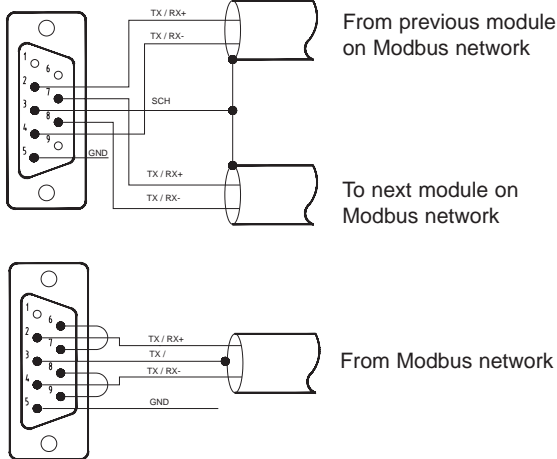 TX / RX+
From previous module
on Modbus network
TX / RX-
1
6
2
7
3
SCH
8
4
9
5
GND
TX / RX+
TX / RX-
To next module on
Modbus network
1
6
2
TX / RX+
7
3
TX /
From Modbus network
8
TX / RX-
4
9
5
GND